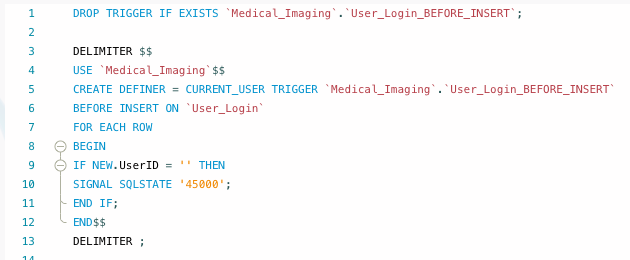 1 DROP TRIGGER IF EXISTS `Medical_Imaging`.`User_Login_BEFORE_INSERT`;
2
3 DELIMITER $$
4 USE `Medical_Imaging`$$
5 CREATE DEFINER = CURRENT_USER TRIGGER `Medical_Imaging`.`User_Login_BEFORE_INSERT`
6 BEFORE INSERT ON `User_Login`
7 FOR EACH ROW
8 BEGIN
9 IF NEW.UserID = '' THEN
10 SIGNAL SQLSTATE '45000';
11 END IF;
12 END$$
13 DELIMITER ;
14